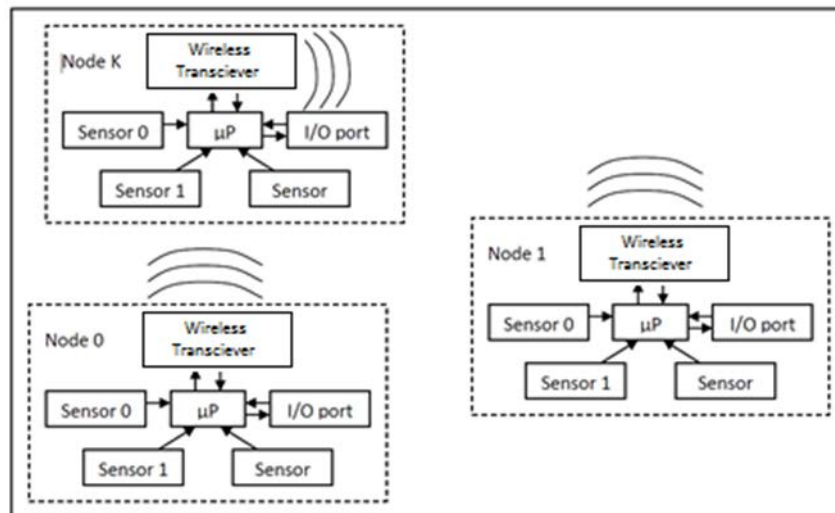 Node K
Wireless
Transciever
Sensor 0
μP
I/O port
Sensor 1
Sensor
Node 1
Wireless
Transciever
Sensor 0
μP
I/O port
Sensor 1
Sensor
Node 0
Wireless
Transciever
Sensor 0
μP
I/O port
Sensor 1
Sensor